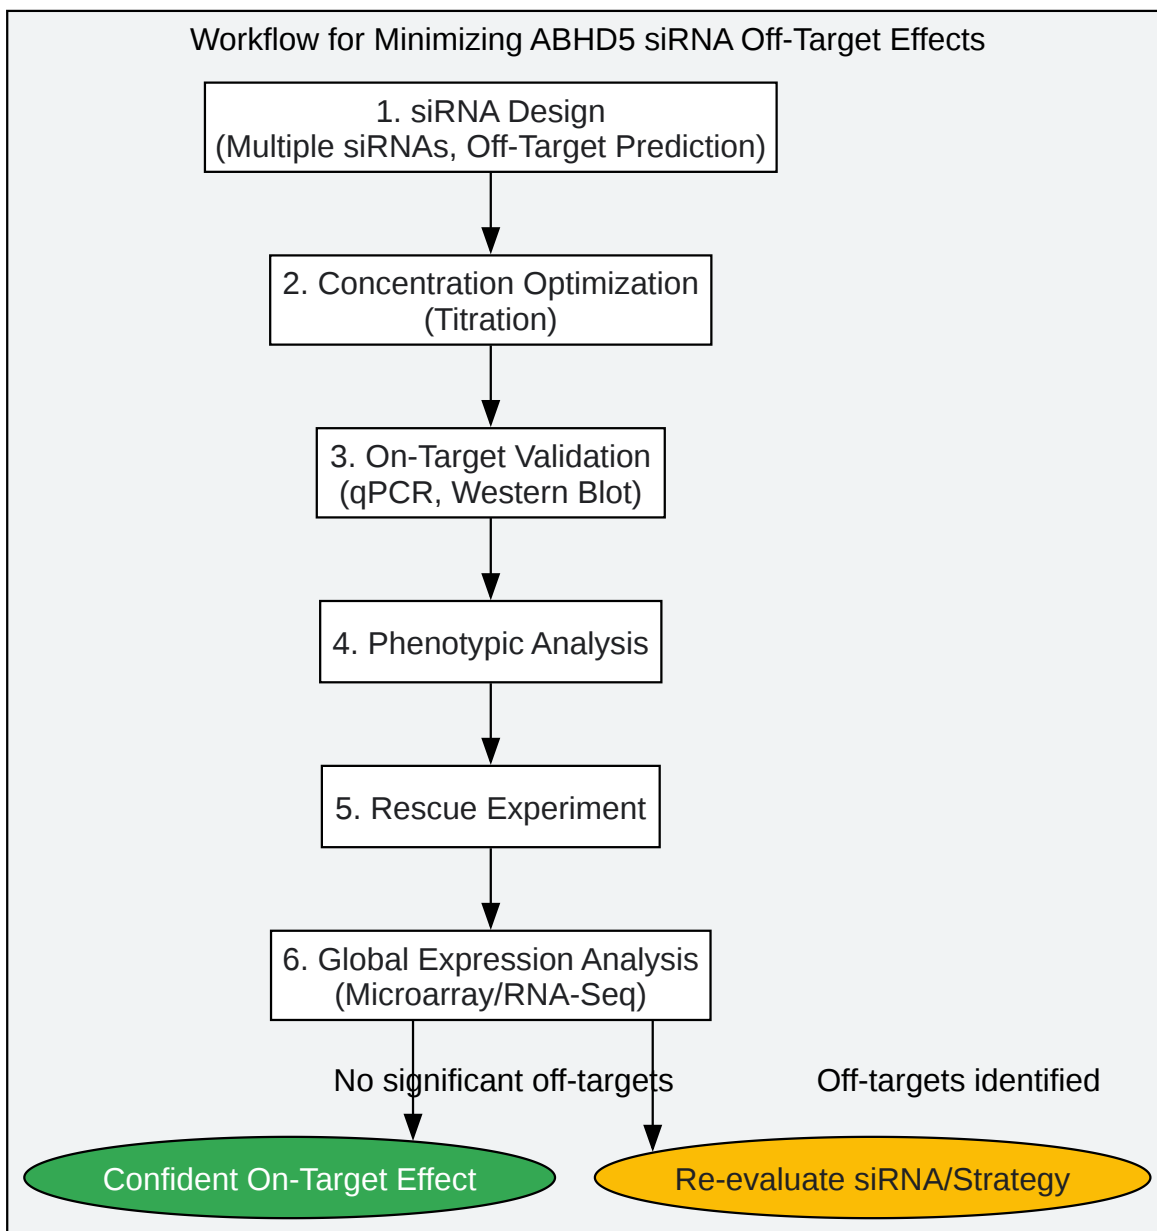 Workflow for Minimizing ABHD5 siRNA Off-Target Effects
1. siRNA Design
(Multiple siRNAs, Off-Target Prediction)
2. Concentration Optimization
(Titration)
3. On-Target Validation
(qPCR, Western Blot)
4. Phenotypic Analysis
5. Rescue Experiment
6. Global Expression Analysis
(Microarray/RNA-Seq)
No significant off-targets
Off-targets identified
Confident On-Target Effect
Re-evaluate siRNA/Strategy